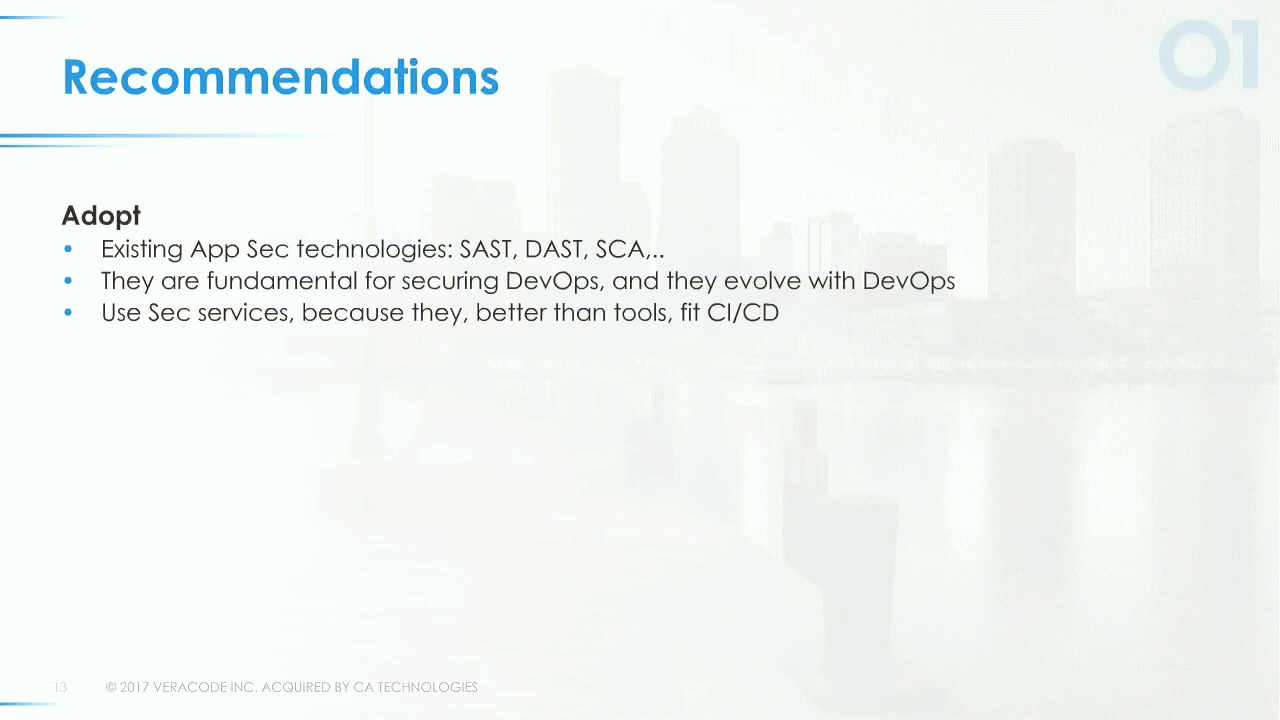 01
Recommendations
Adopt
• Existing App Sec technologies: SAST, DAST, SCA,..
• They are fundamental for securing DevOps, and they evolve with DevOps
• Use Sec services, because they, better than tools, fit CI/CD
13 © 2017 VERACODE INC. ACQUIRED BY CA TECHNOLOGIES